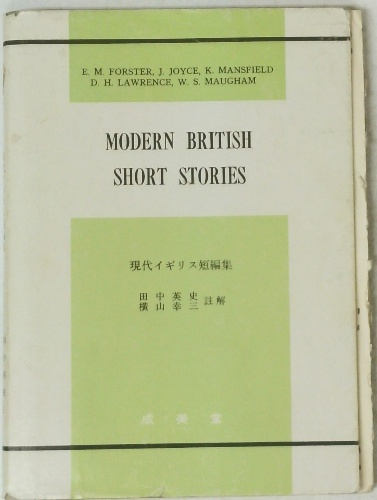 E. M. FORSTER, J. JOYCE, K. MANSFIELD
D. H. LAWRENCE, W. S. MAUGHAM
MODERN BRITISH
SHORT STORIES
現代イギリス短編集
田中英史
横山幸三 註解
成美堂